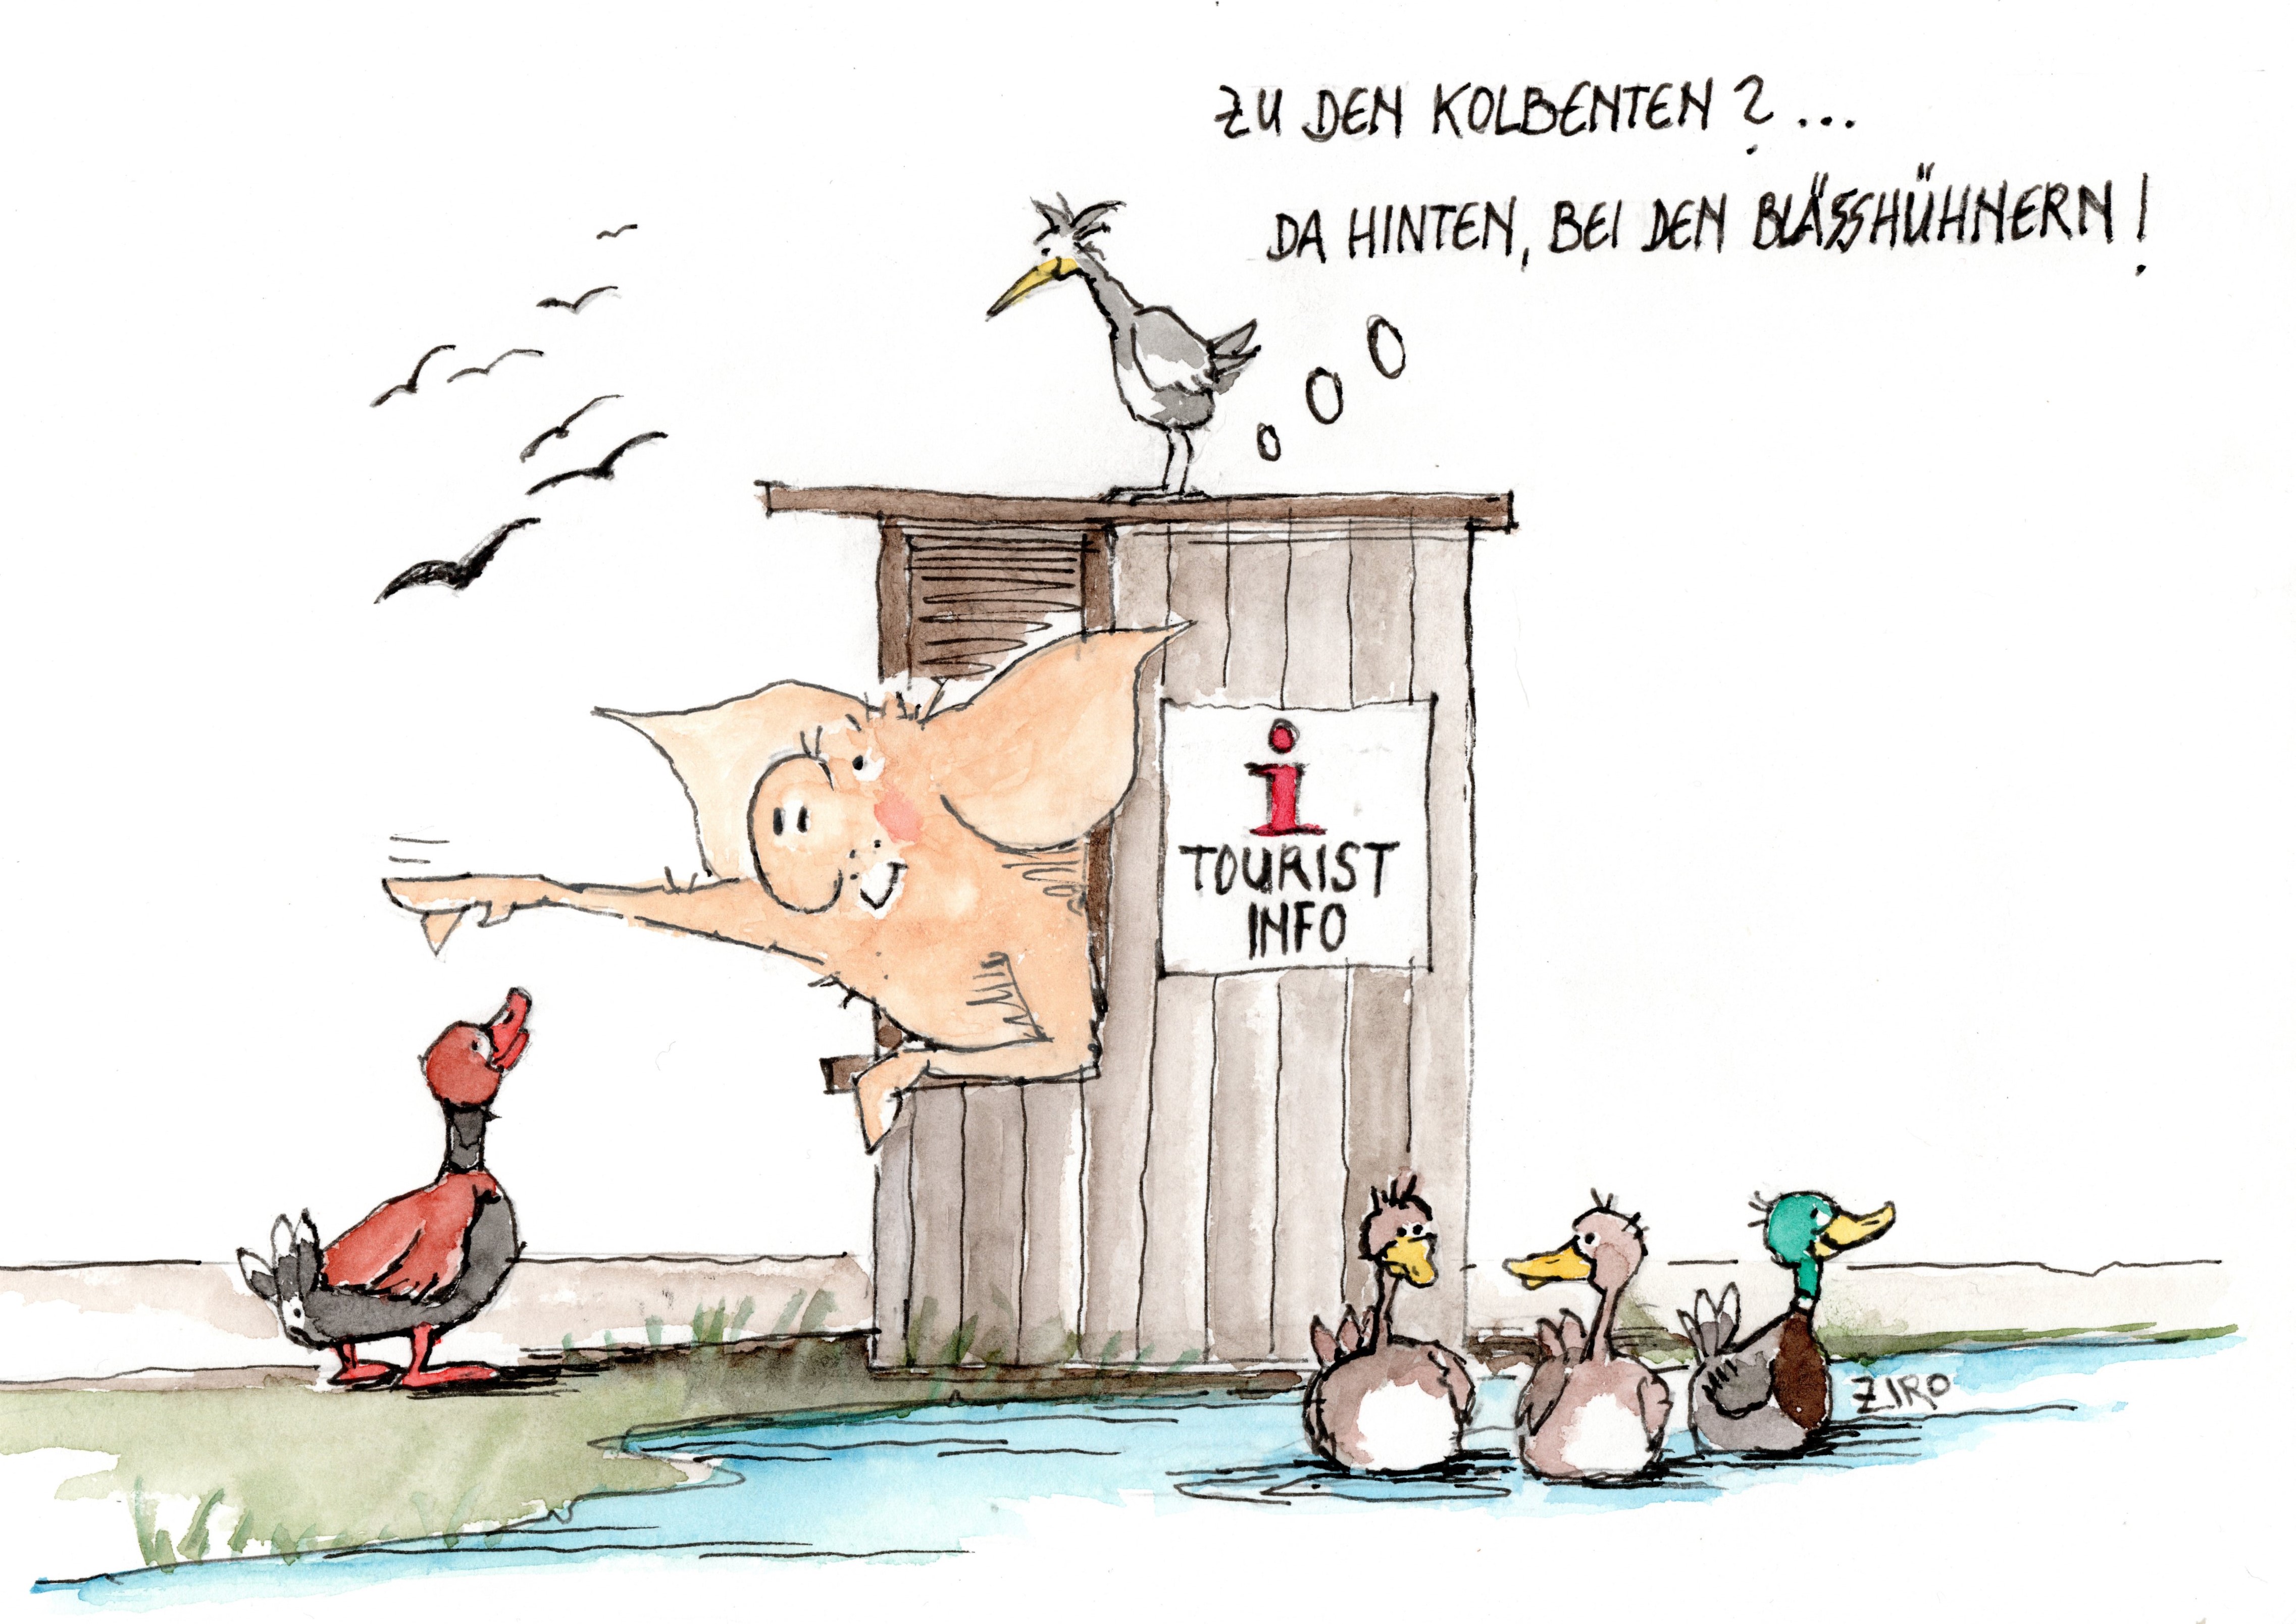 ZU DEN KOLBENTEN?...
DA HINTEN, BEI DEN BLÄSSHÜHNERN!
i
TOURIST
INFO
ZIRO